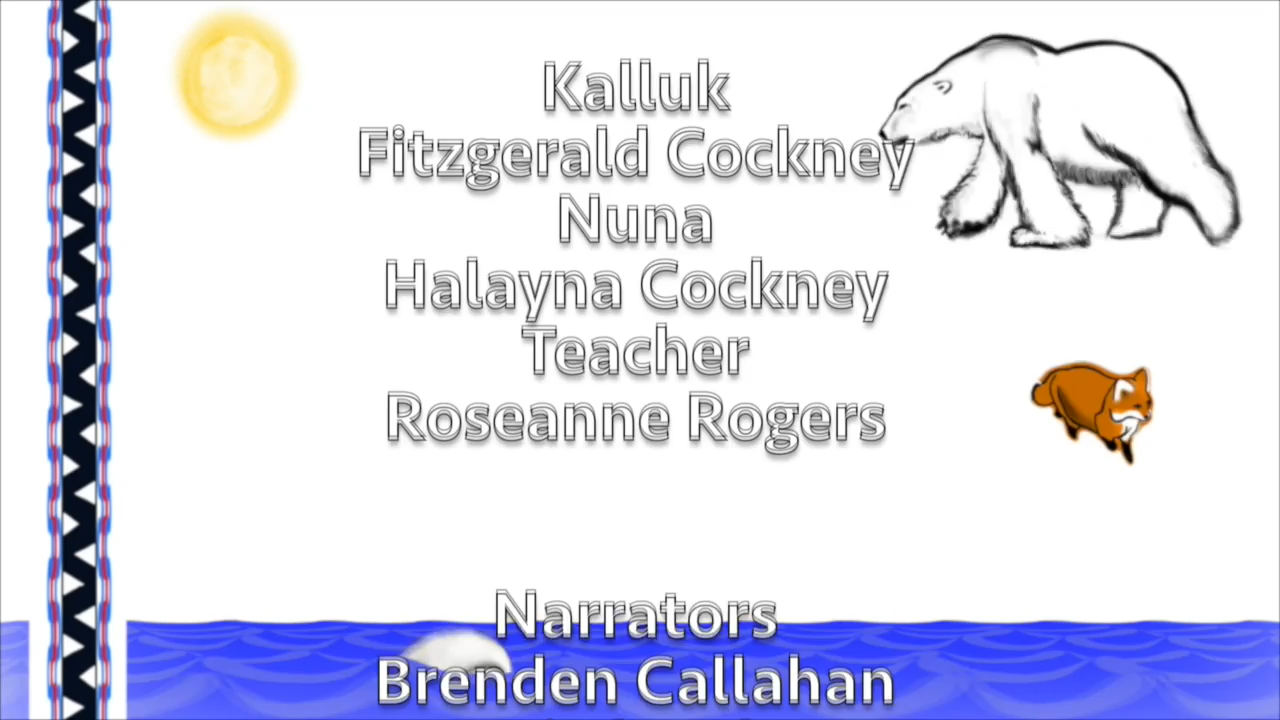 Kalluk
Fitzgerald Cockney
Nuna
Halayna Cockney
Teacher
Roseanne Rogers
Narrators
Brenden Callahan